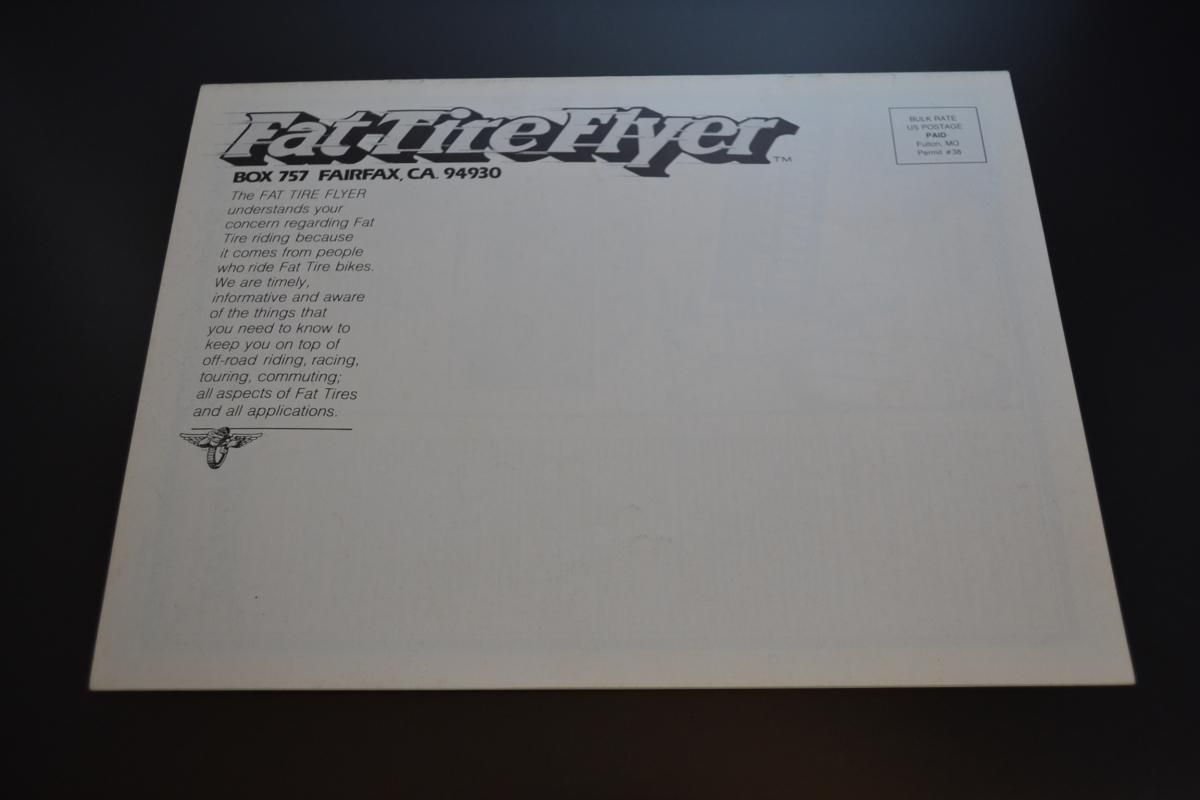 Fat Tire Flyer™
BULK RATE
US POSTAGE
PAID
Fulton, MO
Permit #38
BOX 757 FAIRFAX, CA. 94930
The FAT TIRE FLYER
understands your
concern regarding Fat
Tire riding because
it comes from people
who ride Fat Tire bikes.
We are timely,
informative and aware
of the things that
you need to know to
keep you on top of
off-road riding, racing,
touring, commuting;
all aspects of Fat Tires
and all applications.